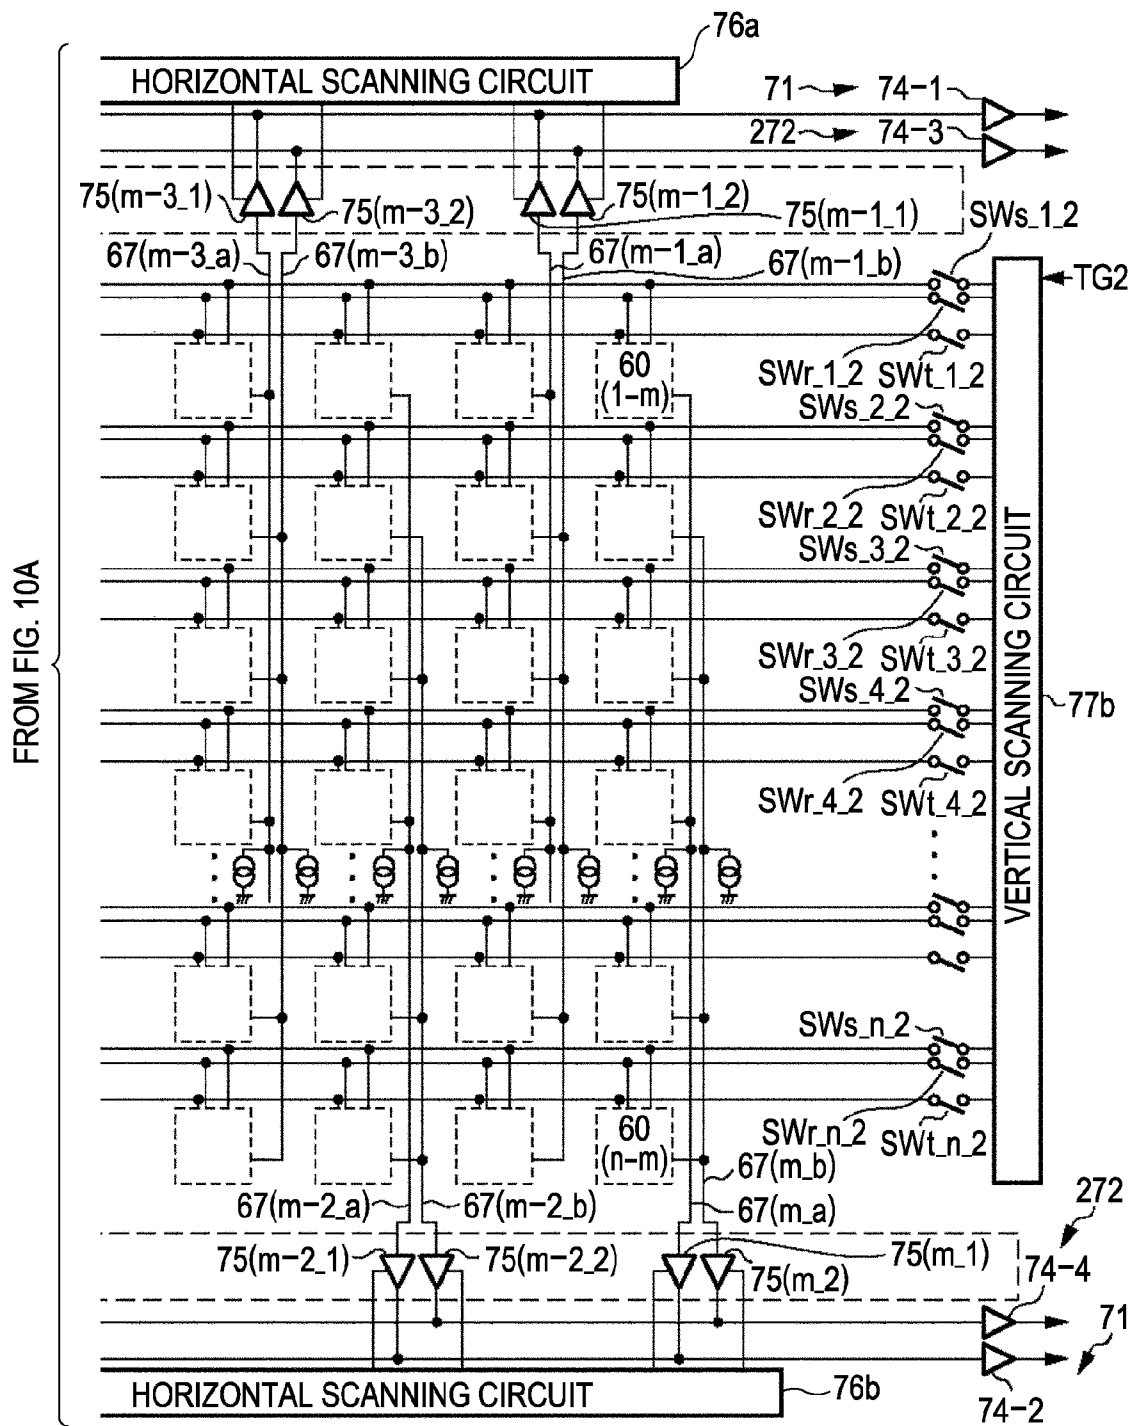 76a
HORIZONTAL SCANNING CIRCUIT
71
74-1
272
74-3
75(m-3_1)
75(m-3_2)
75(m-1_2)
75(m-1_1)
SWs_1_2
67(m-3_a)
67(m-3_b)
67(m-1_a)
67(m-1_b)
TG2
60
(1-m)
SWr_1_2
SWt_1_2
SWs_2_2
SWr_2_2
SWt_2_2
SWs_3_2
SWr_3_2
SWt_3_2
SWs_4_2
77b
SWr_4_2
SWt_4_2
FROM FIG. 10A
VERTICAL SCANNING CIRCUIT
SWs_n_2
60
(n-m)
SWr_n_2
SWt_n_2
67(m_b)
67(m-2_a)
67(m-2_b)
67(m_a)
272
75(m-2_1)
75(m-2_2)
75(m_1)
75(m_2)
74-4
71
HORIZONTAL SCANNING CIRCUIT
76b
74-2